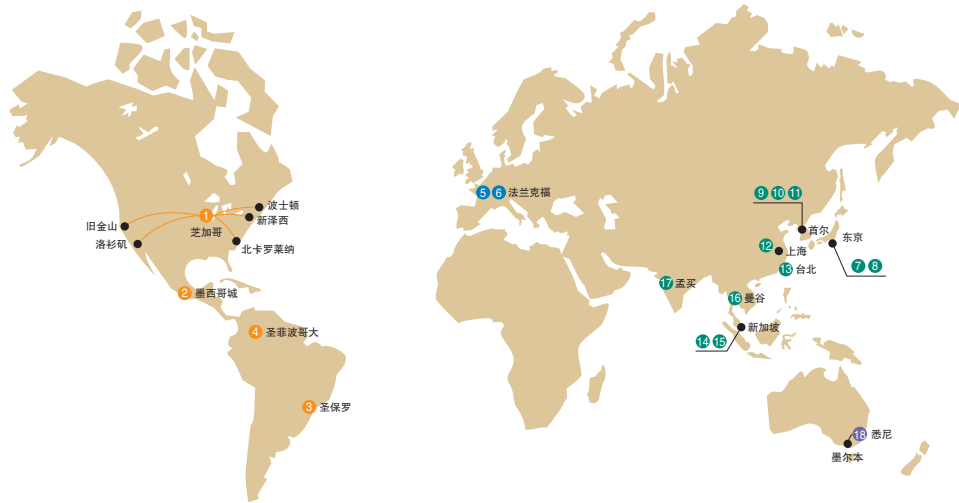 波士頓
1
新泽西
旧金山
芝加哥
洛衫矶
北卡罗莱纳
2 墨西哥城
4 圣菲波哥大
3 圣保罗
5 6 法兰克福
9 10 11
首尔
东京
12
上海
7 8
13 台北
17 孟买
16 曼谷
新加坡
14 15
18 悉尼
墨尔本